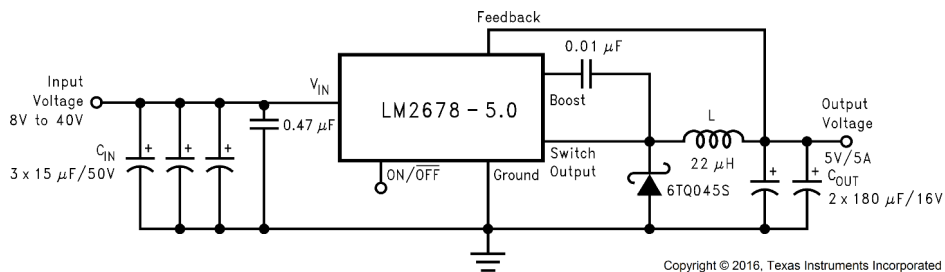 Feedback
0.01 μF
Input
Voltage
8V to 40V
V_IN
LM2678 – 5.0
Boost
L
Output
Voltage
5V/5A
C_IN
3 x 15 μF/50V
+
+
+
0.47 μF
ON/O̅F̅F̅
Ground
Switch
Output
22 μH
6TQ045S
+
+
C_OUT
2 x 180 μF/16V
Copyright © 2016, Texas Instruments Incorporated